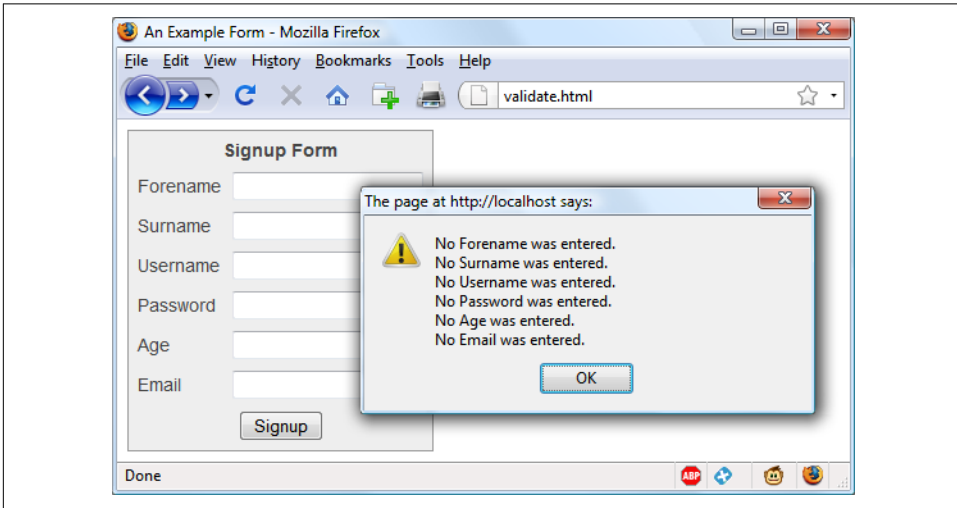 An Example Form - Mozilla Firefox
File Edit View History Bookmarks Tools Help
validate.html
Signup Form
Forename
Surname
Username
Password
Age
Email
Signup
The page at http://localhost says:
No Forename was entered.
No Surname was entered.
No Username was entered.
No Password was entered.
No Age was entered.
No Email was entered.
OK
Done
ABP